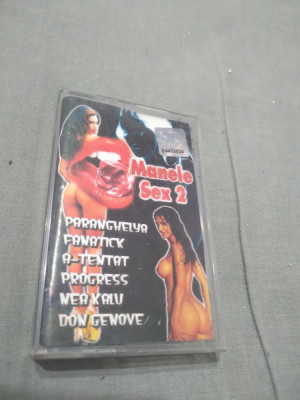 Manele
Sex 2
PARANGHELYA
FANATICK
A-TENTAT
PROGRESS
NEA KALU
DON GENOVE